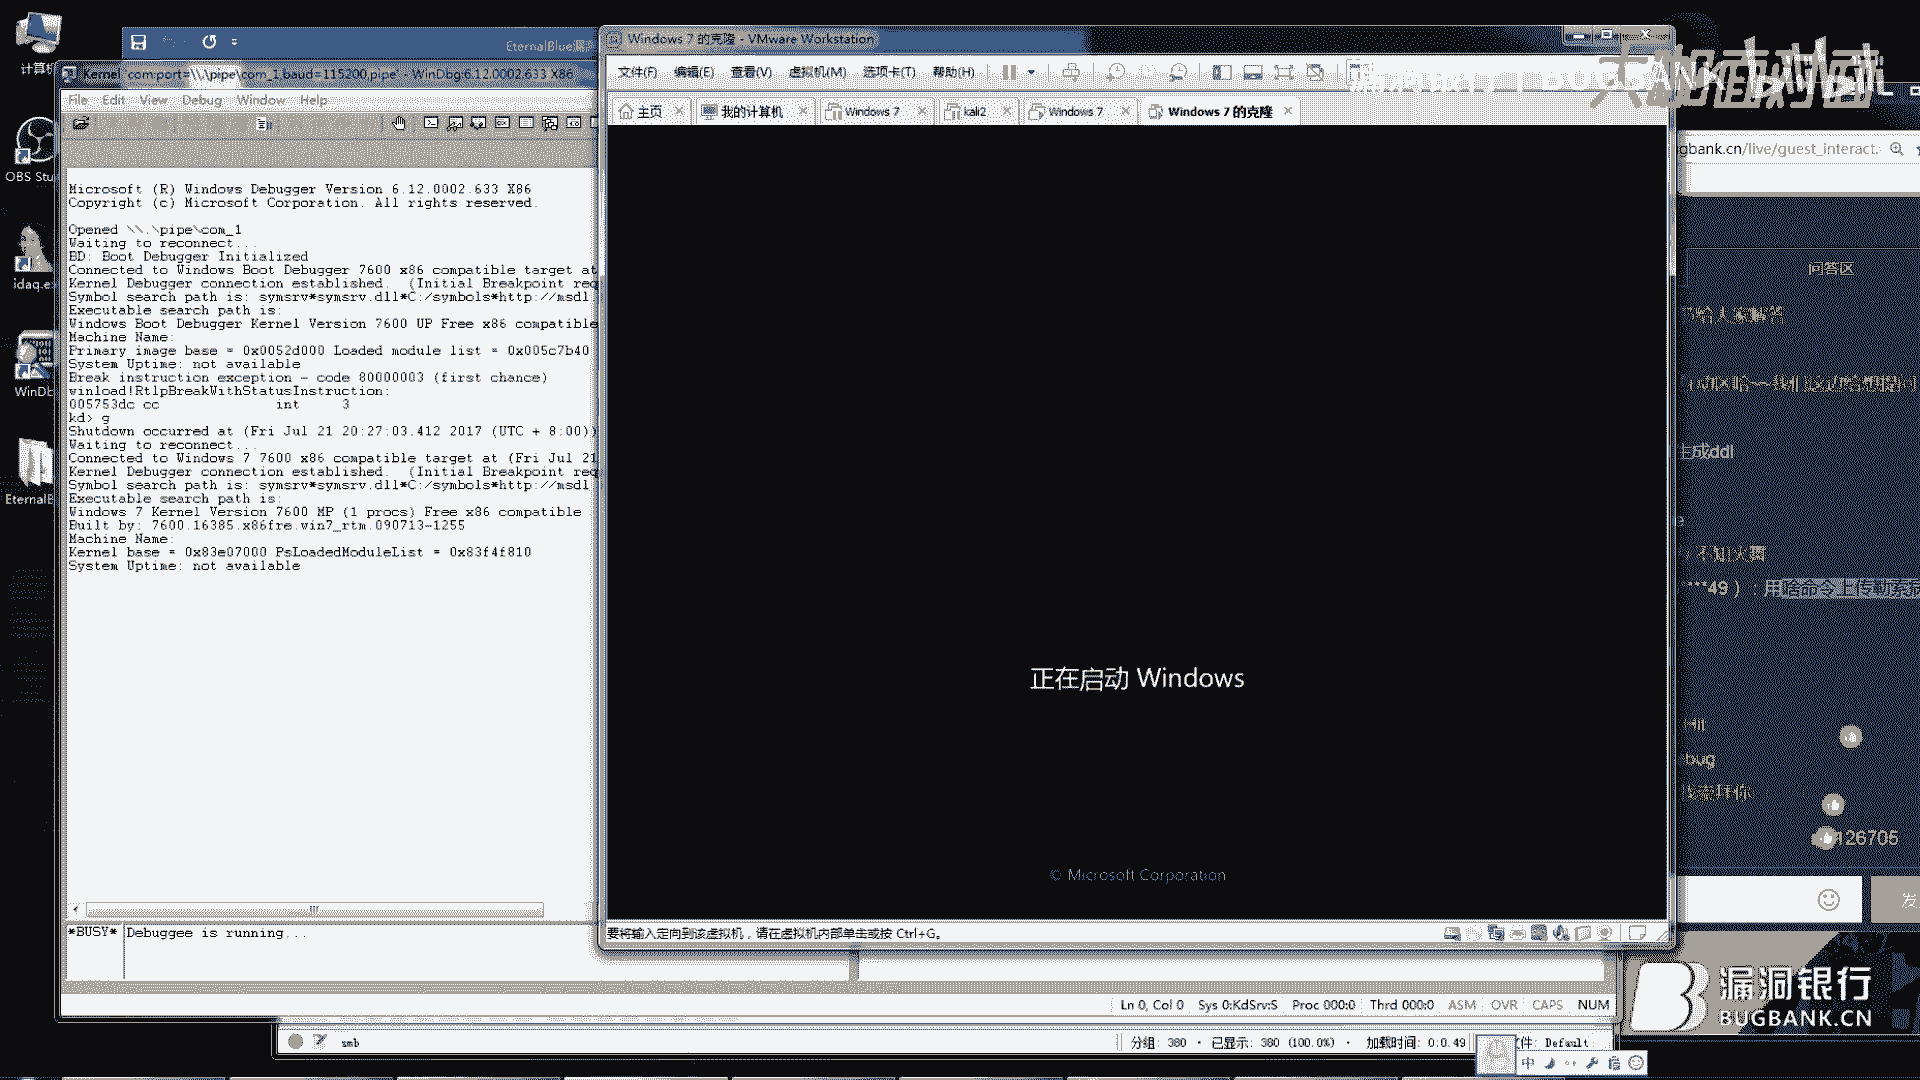 计算机
OBS Stu
idaq.ex
WinDb
EternalB
EternalBlue漏
Kernel 'com:port=\\.\pipe\com_1,baud=115200,pipe' - WinDbg:6.12.0002.633 X86
File Edit View Debug Window Help
Microsoft (R) Windows Debugger Version 6.12.0002.633 X86
Copyright (c) Microsoft Corporation. All rights reserved.
Opened \\.\pipe\com_1
Waiting to reconnect...
BD: Boot Debugger Initialized
Connected to Windows Boot Debugger 7600 x86 compatible target at
Kernel Debugger connection established.  (Initial Breakpoint req
Symbol search path is: symsrv*symsrv.dll*C:/symbols*http://msdl
Executable search path is:
Windows Boot Debugger Kernel Version 7600 UP Free x86 compatible
Machine Name:
Primary image base = 0x0052d000 Loaded module list = 0x005c7b40
System Uptime: not available
Break instruction exception - code 80000003 (first chance)
winload!RtlpBreakWithStatusInstruction:
005753dc cc              int     3
kd> g
Shutdown occurred at (Fri Jul 21 20:27:03.412 2017 (UTC + 8:00))
Waiting to reconnect...
Connected to Windows 7 7600 x86 compatible target at (Fri Jul 21
Kernel Debugger connection established.  (Initial Breakpoint req
Symbol search path is: symsrv*symsrv.dll*C:/symbols*http://msdl
Executable search path is:
Windows 7 Kernel Version 7600 MP (1 procs) Free x86 compatible
Built by: 7600.16385.x86fre.win7_rtm.090713-1255
Machine Name:
Kernel base = 0x83e07000 PsLoadedModuleList = 0x83f4f810
System Uptime: not available
*BUSY* Debuggee is running...
Ln 0, Col 0 Sys 0:KdSrv:S Proc 000:0 Thrd 000:0 ASM OVR CAPS NUM
smb
分组: 380 · 已显示: 380 (100.0%) · 加载时间: 0:0.49
件: Default
中
Windows 7 的克隆 - VMware Workstation
文件(F) 编辑(E) 查看(V) 虚拟机(M) 选项卡(T) 帮助(H)
主页 我的计算机 Windows 7 kali2 Windows 7 Windows 7 的克隆
正在启动 Windows
© Microsoft Corporation
要将输入定向到该虚拟机，请在虚拟机内部单击或按 Ctrl+G。
漏洞银行 | BUGBANK
大咖面对面
gbank.cn/live/guest_interact.
问答区
生成ddl
****49）：用啥命令上传勒索病
bug
126705
发
漏洞银行
BUGBANK.CN